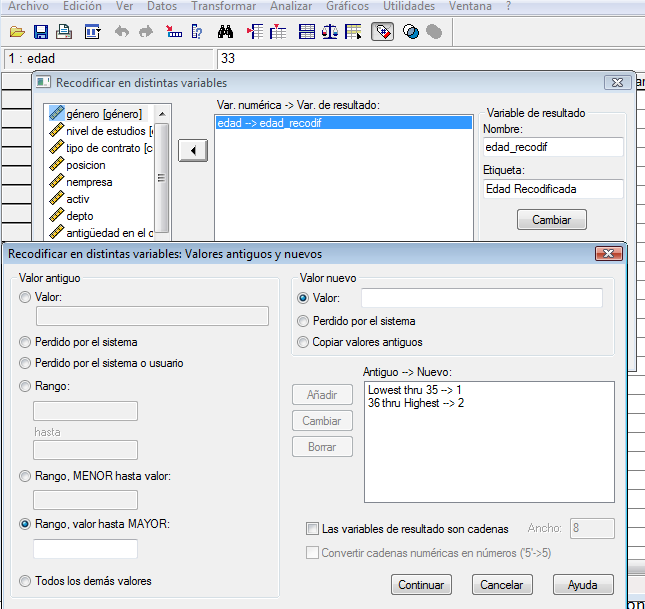 Archivo Edición Ver Datos Transformar Analizar Gráficos Utilidades Ventana ?
1 : edad 33
Recodificar en distintas variables
género [género]
nivel de estudios [
tipo de contrato [c
posicion
nempresa
activ
depto
antigüedad en el c
Var. numérica -> Var. de resultado:
edad --> edad_recodif
Variable de resultado
Nombre:
edad_recodif
Etiqueta:
Edad Recodificada
Cambiar
Recodificar en distintas variables: Valores antiguos y nuevos
Valor antiguo
Valor:
Perdido por el sistema
Perdido por el sistema o usuario
Rango:
hasta
Rango, MENOR hasta valor:
Rango, valor hasta MAYOR:
Todos los demás valores
Valor nuevo
Valor:
Perdido por el sistema
Copiar valores antiguos
Antiguo --> Nuevo:
Añadir
Cambiar
Borrar
Lowest thru 35 --> 1
36 thru Highest --> 2
Las variables de resultado son cadenas Ancho: 8
Convertir cadenas numéricas en números ('5'->5)
Continuar Cancelar Ayuda